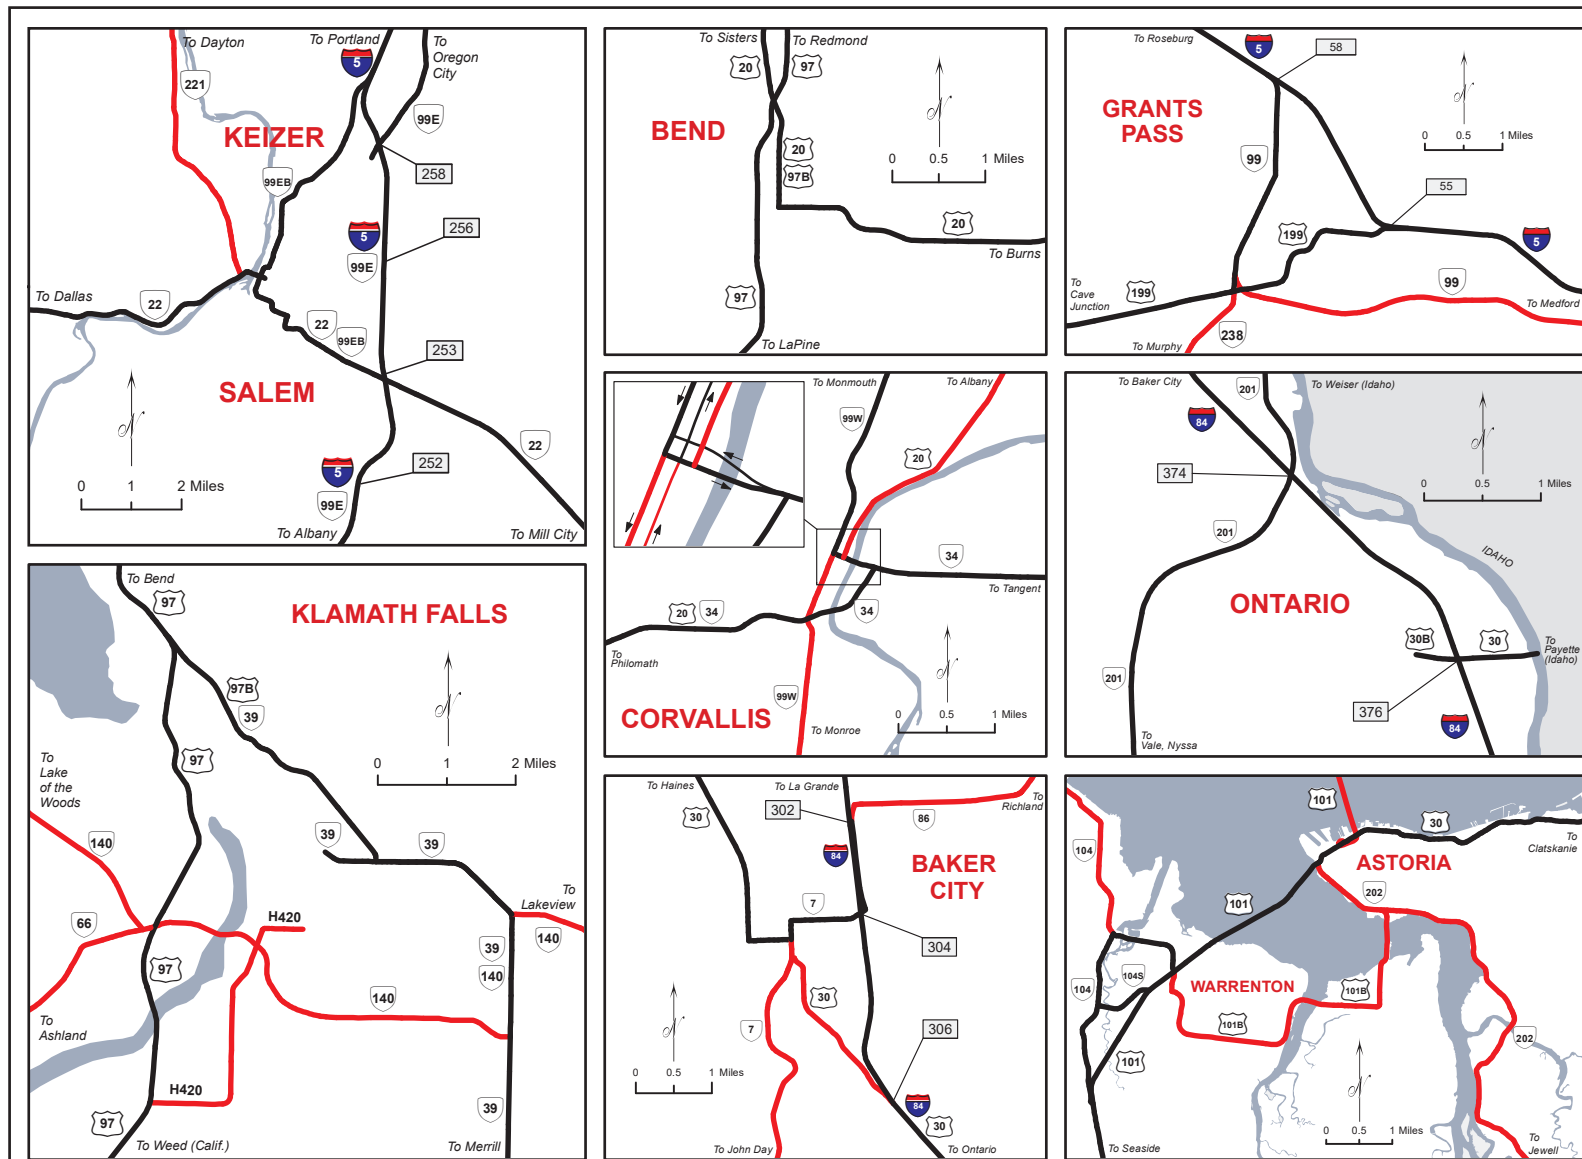 To Dayton
To Portland
To
Oregon
City
5
221
99E
KEIZER
258
99EB
256
5
99E
To Dallas
22
22
99EB
253
SALEM
N
22
252
5
99E
0 1 2 Miles
To Albany
To Mill City
To Sisters
To Redmond
20
97
BEND
N
20
97B
0 0.5 1 Miles
20
To Burns
97
To LaPine
To Roseburg
5
58
GRANTS
PASS
N
0 0.5 1 Miles
99
55
199
5
To
Cave
Junction
199
99
To Medford
238
To Murphy
To Monmouth
To Albany
99W
20
34
To Tangent
20
34
34
To
Philomath
N
99W
CORVALLIS
0 0.5 1 Miles
To Monroe
To Baker City
201
To Weiser (Idaho)
84
N
374
0 0.5 1 Miles
201
IDAHO
ONTARIO
30B
30
To
Payette
(Idaho)
201
376
84
To
Vale, Nyssa
To Bend
97
KLAMATH FALLS
97B
39
N
97
To
Lake
of the
Woods
0 1 2 Miles
140
39
39
To
Lakeview
66
H420
39
140
97
140
140
To
Ashland
H420
97
39
To Weed (Calif.)
To Merrill
To Haines
To La Grande
To
Richland
302
30
86
84
BAKER
CITY
7
304
30
N
7
306
0 0.5 1 Miles
84
30
To John Day
To Ontario
101
30
To
Clatskanie
104
ASTORIA
202
101
104S
104
WARRENTON
101B
101B
101
202
N
0 0.5 1 Miles
To Seaside
To
Jewell